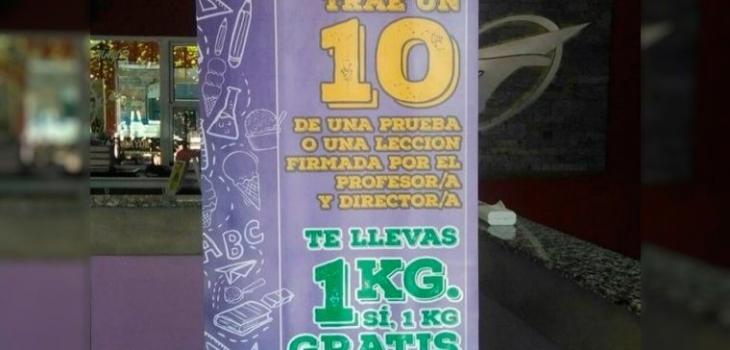 TRAE UN
10
DE UNA PRUEBA
O UNA LECCION
FIRMADA POR EL
PROFESOR/A
Y DIRECTOR/A
TE LLEVAS
1KG.
SÍ, 1 KG
GRATIS
ABC